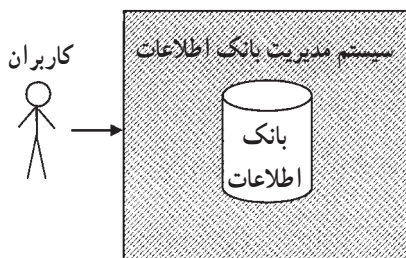 سیستم مدیریت بانک اطلاعات
کاربران
بانک
اطلاعات